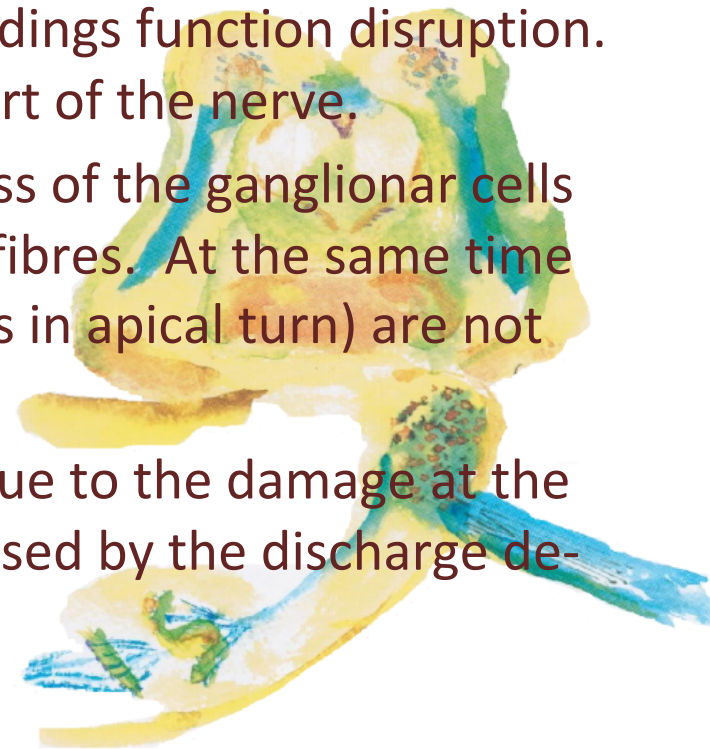 dings function disruption.
rt of the nerve.
ss of the ganglionar cells
fibres.  At the same time
s in apical turn) are not
ue to the damage at the
sed by the discharge de-